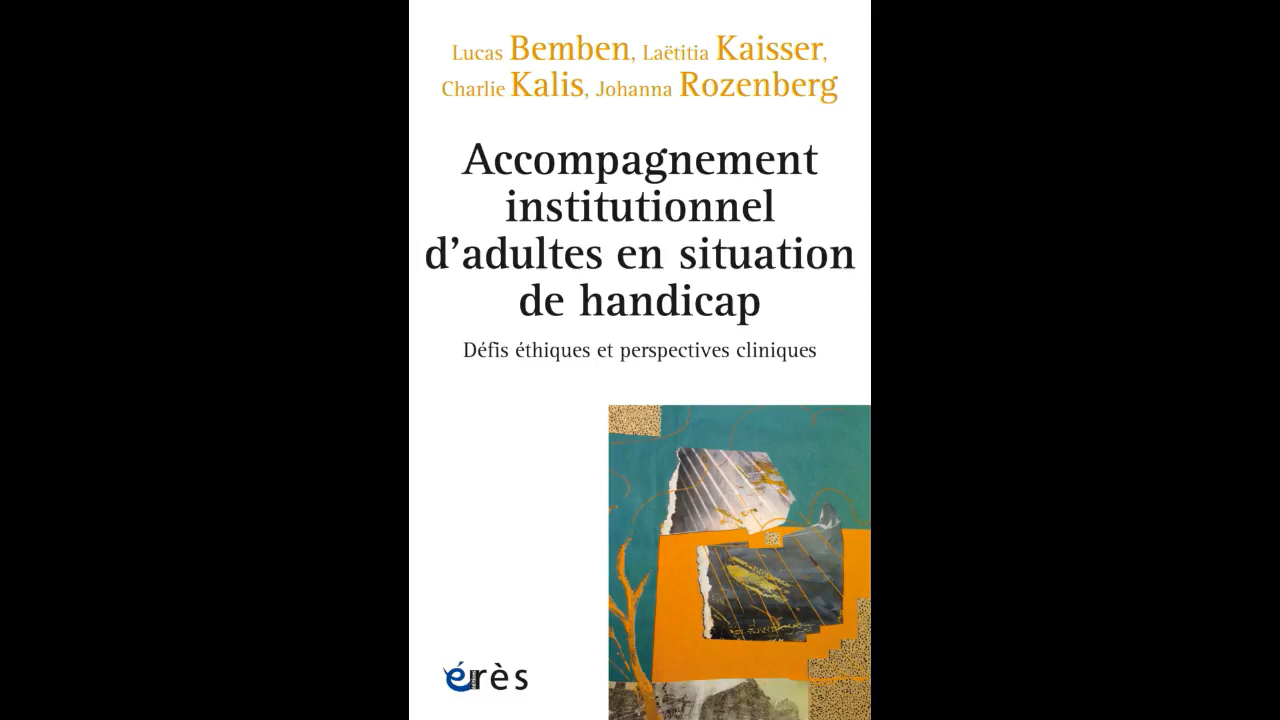 Lucas Bemben, Laëtitia Kaisser,
Charlie Kalis, Johanna Rozenberg
Accompagnement
institutionnel
d’adultes en situation
de handicap
Défis éthiques et perspectives cliniques
érès